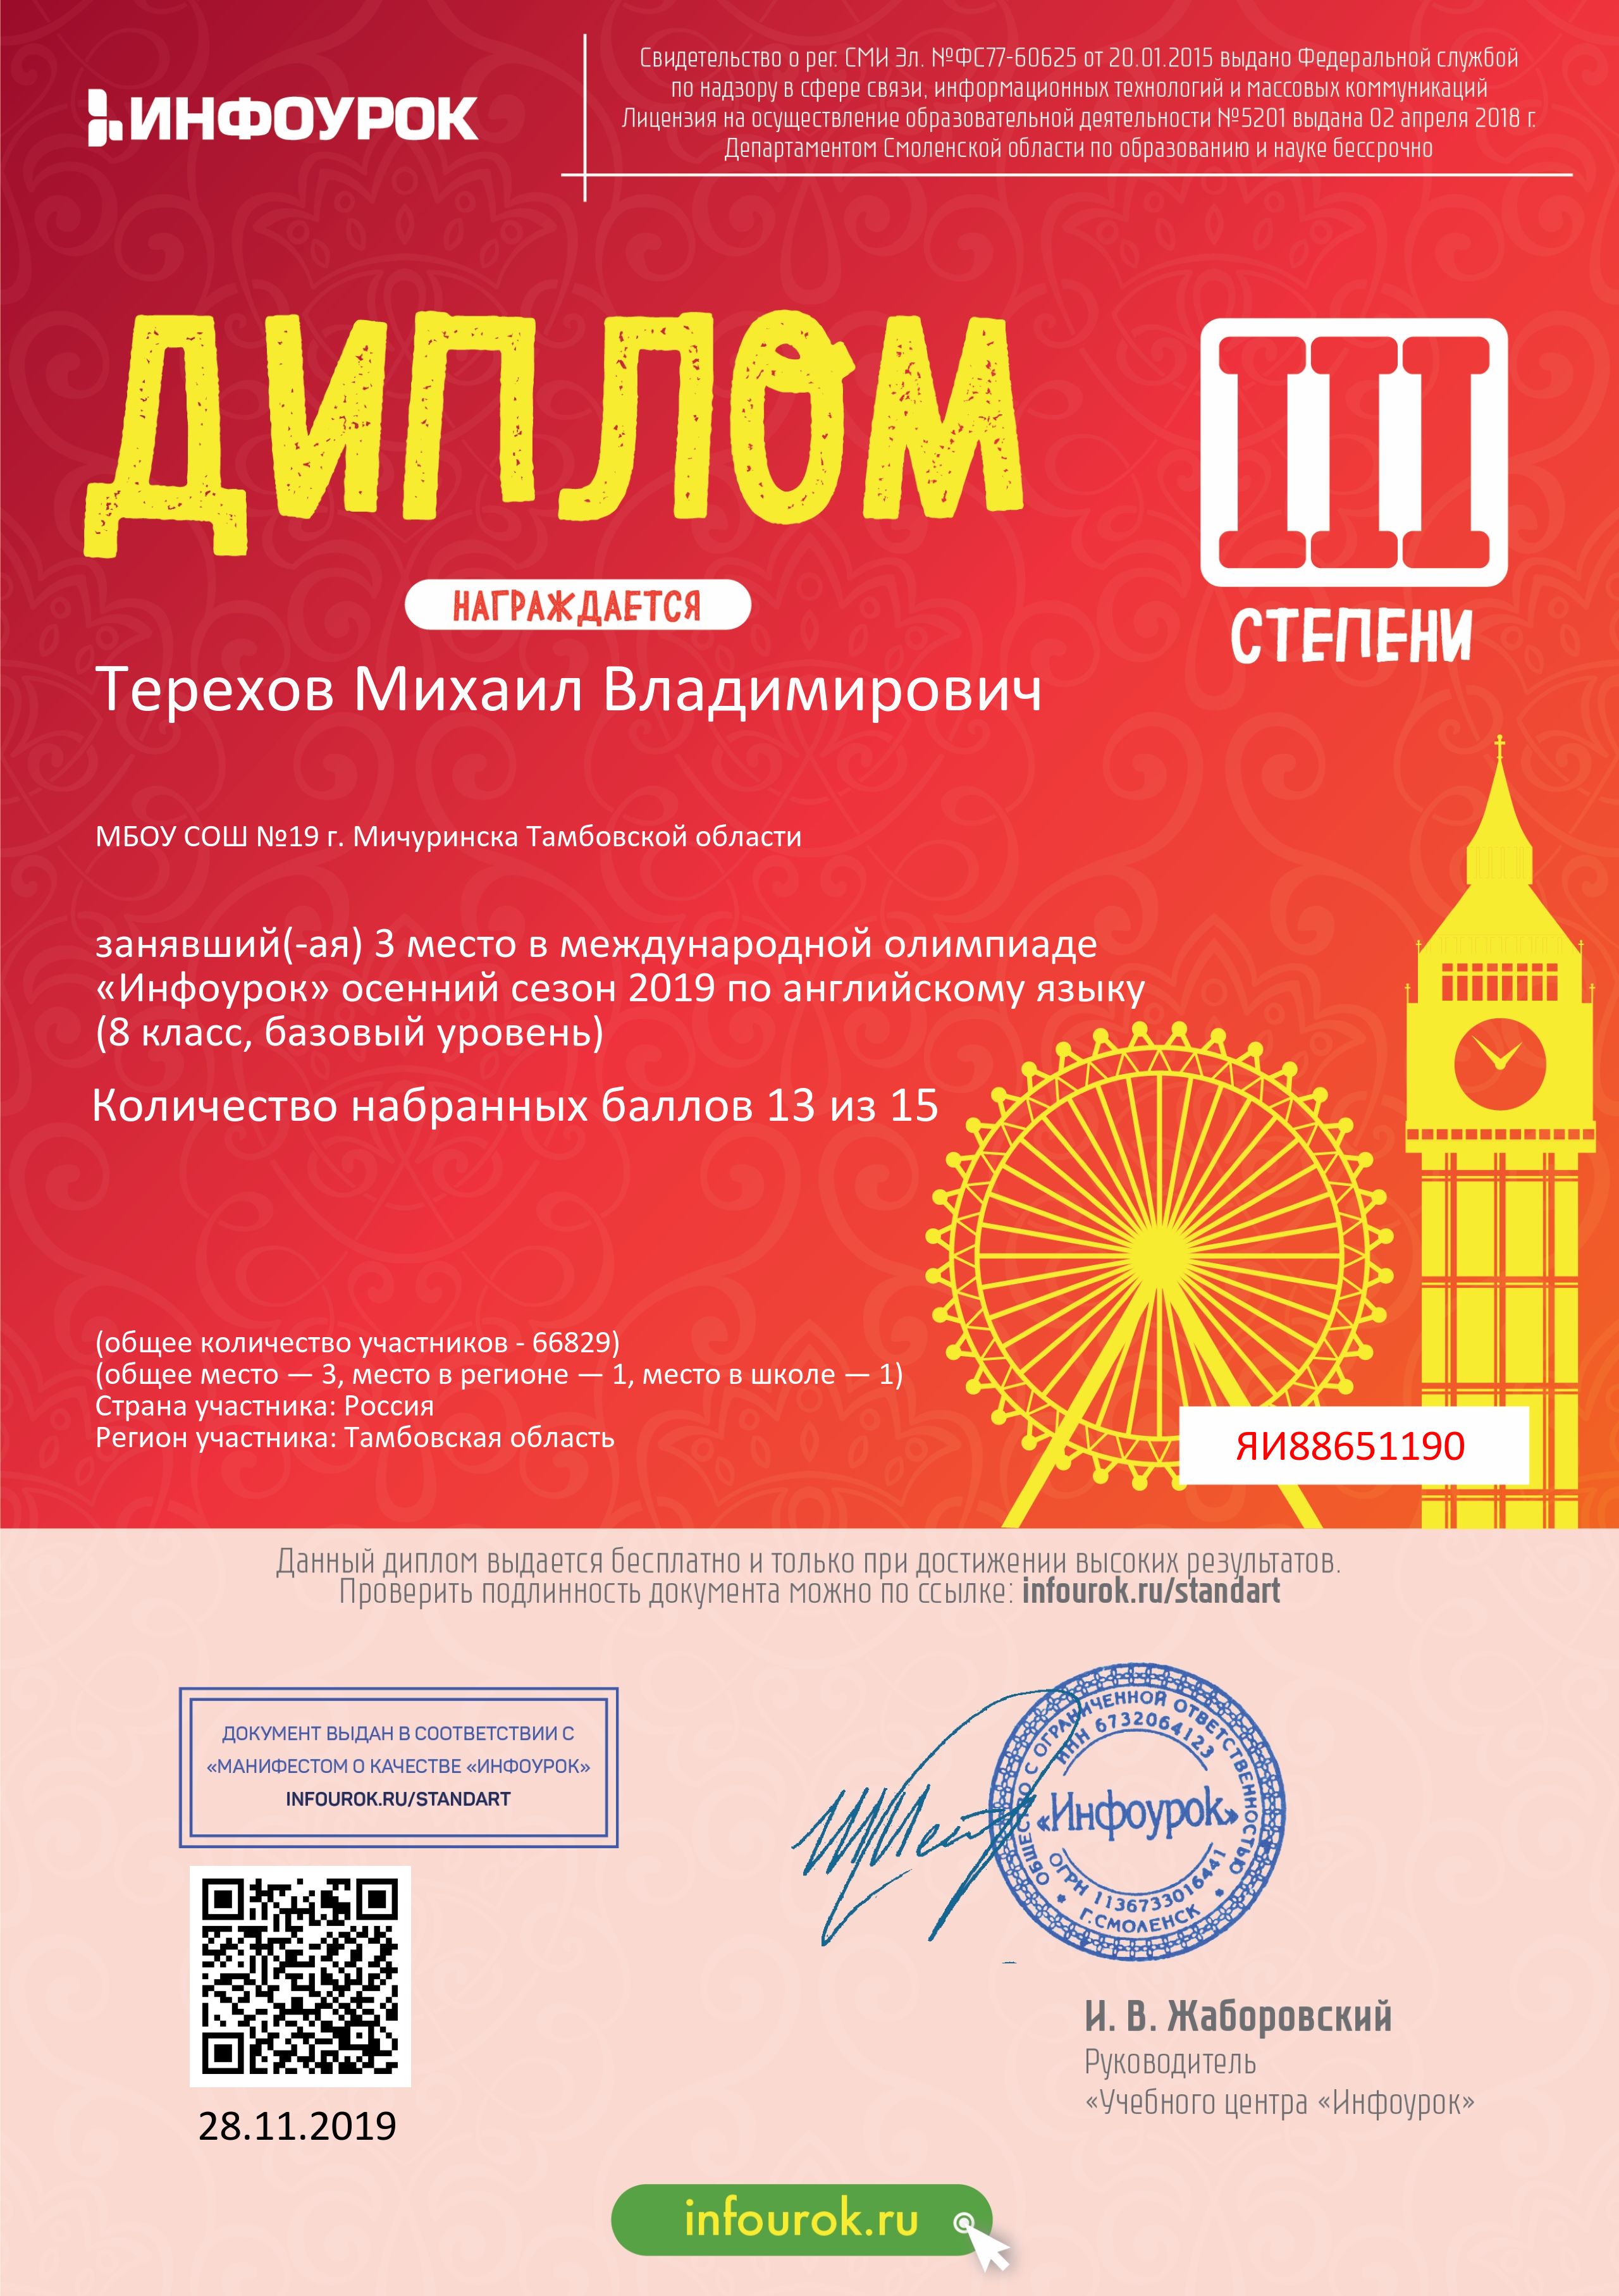 ИНФОУРОК
Свидетельство о рег. СМИ Эл. №ФС77-60625 от 20.01.2015 выдано Федеральной службой
по надзору в сфере связи, информационных технологий и массовых коммуникаций
Лицензия на осуществление образовательной деятельности №5201 выдана 02 апреля 2018 г.
Департаментом Смоленской области по образованию и науке бессрочно
ДИПЛОМ
III
СТЕПЕНИ
НАГРАЖДАЕТСЯ
Терехов Михаил Владимирович
МБОУ СОШ №19 г. Мичуринска Тамбовской области
занявший(-ая) 3 место в международной олимпиаде
«Инфоурок» осенний сезон 2019 по английскому языку
(8 класс, базовый уровень)
Количество набранных баллов 13 из 15
(общее количество участников - 66829)
(общее место — 3, место в регионе — 1, место в школе — 1)
Страна участника: Россия
Регион участника: Тамбовская область
ЯИ88651190
Данный диплом выдается бесплатно и только при достижении высоких результатов.
Проверить подлинность документа можно по ссылке: infourok.ru/standart
ДОКУМЕНТ ВЫДАН В СООТВЕТСТВИИ С
«МАНИФЕСТОМ О КАЧЕСТВЕ «ИНФОУРОК»
INFOUROK.RU/STANDART
ОБЩЕСТВО С ОГРАНИЧЕННОЙ ОТВЕТСТВЕННОСТЬЮ
ИНН 6732064123
«Инфоурок»
ОГРН 1136733016441
Г.СМОЛЕНСК
И. В. Жаборовский
Руководитель
«Учебного центра «Инфоурок»
28.11.2019
infourok.ru